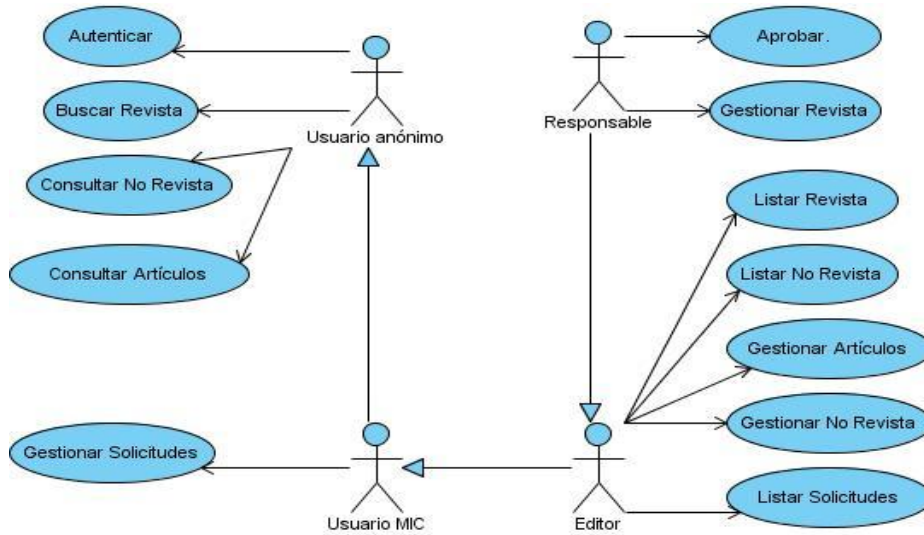 Autenticar
Buscar Revista
Usuario anónimo
Consultar No Revista
Consultar Artículos
Gestionar Solicitudes
Usuario MIC
Aprobar.
Gestionar Revista
Responsable
Listar Revista
Listar No Revista
Gestionar Artículos
Gestionar No Revista
Listar Solicitudes
Editor